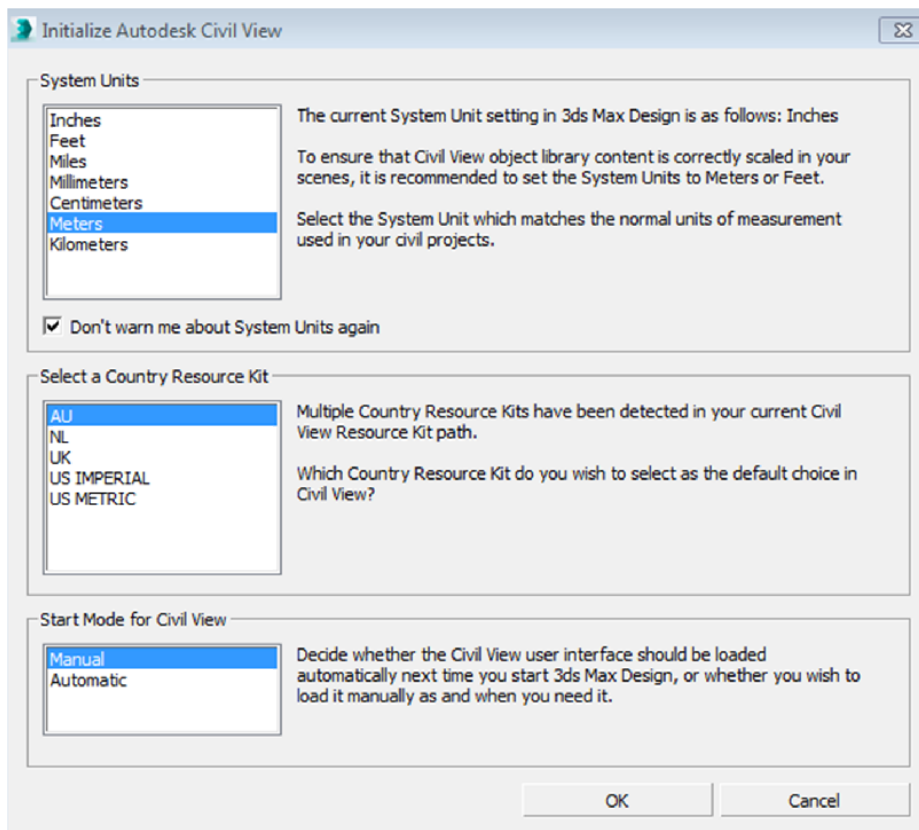 Initialize Autodesk Civil View
System Units
Inches
Feet
Miles
Millimeters
Centimeters
Meters
Kilometers
The current System Unit setting in 3ds Max Design is as follows: Inches
To ensure that Civil View object library content is correctly scaled in your
scenes, it is recommended to set the System Units to Meters or Feet.
Select the System Unit which matches the normal units of measurement
used in your civil projects.
Don't warn me about System Units again
Select a Country Resource Kit
AU
NL
UK
US IMPERIAL
US METRIC
Multiple Country Resource Kits have been detected in your current Civil
View Resource Kit path.
Which Country Resource Kit do you wish to select as the default choice in
Civil View?
Start Mode for Civil View
Manual
Automatic
Decide whether the Civil View user interface should be loaded
automatically next time you start 3ds Max Design, or whether you wish to
load it manually as and when you need it.
OK
Cancel